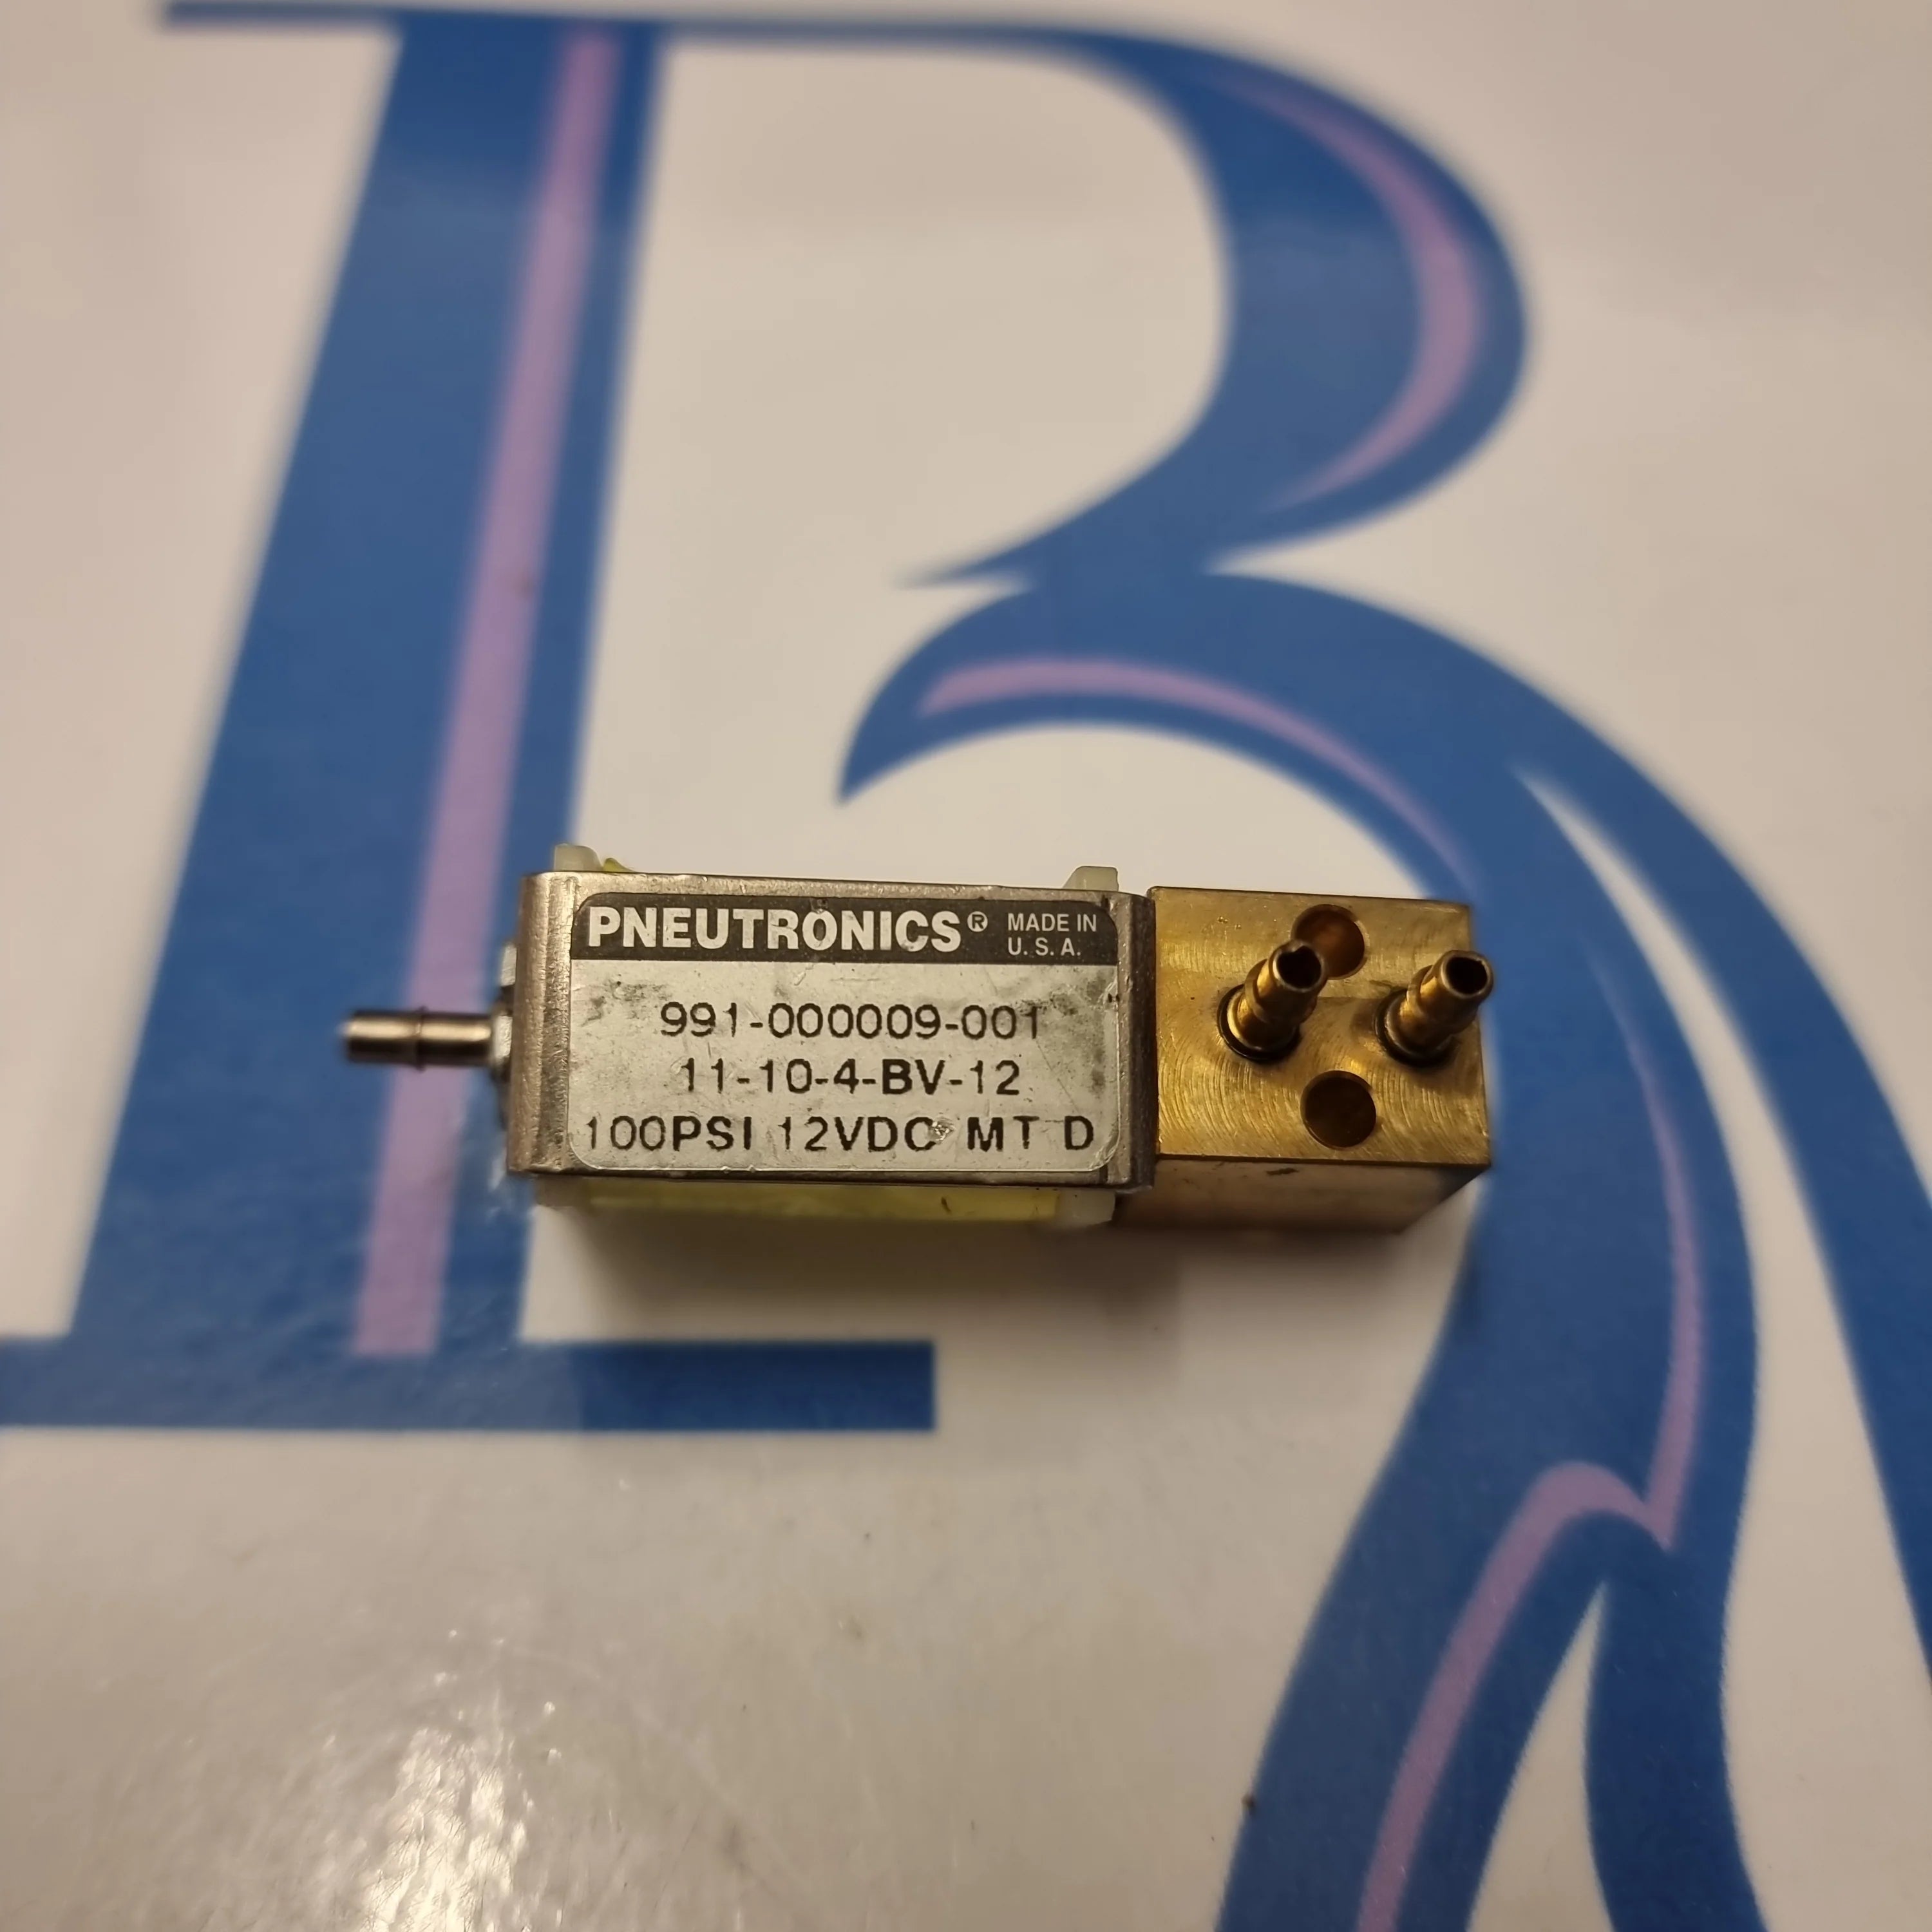 R
PNEUTRONICS® MADE IN
U.S.A.
991-000009-001
11-10-4-BV-12
100PSI 12VDC MT D